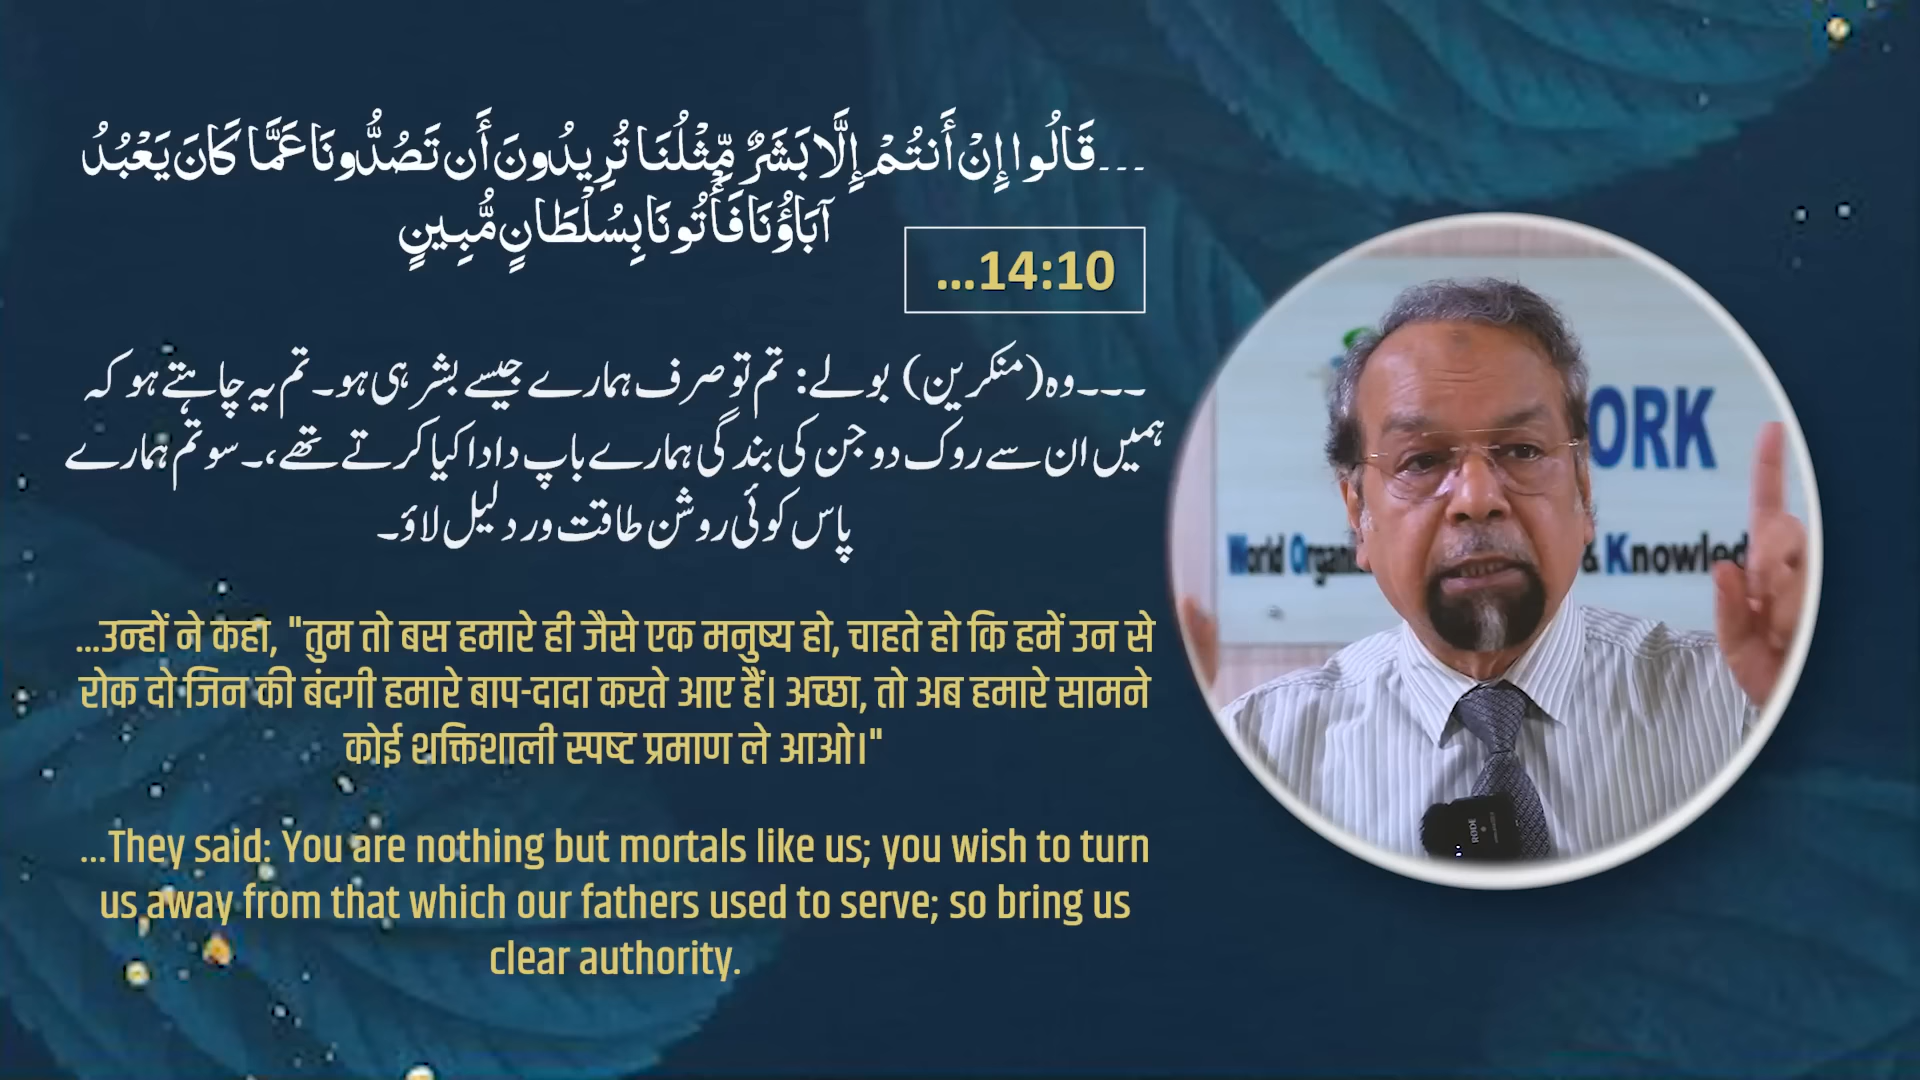 ...قَالُوا إِنْ أَنتُمْ إِلَّا بَشَرٌ مِّثْلُنَا تُرِيدُونَ أَن تَصُدُّونَا عَمَّا كَانَ يَعْبُدُ
آبَاؤُنَا فَأْتُونَا بِسُلْطَانٍ مُّبِينٍ
...14:10
۔۔۔وہ(منکرین) بولے: تم تو صرف ہمارے جیسے بشر ہی ہو۔ تم یہ چاہتے ہو کہ
ہمیں ان سے روک دو جن کی بندگی ہمارے باپ دادا کیا کرتے تھے،۔ سو تم ہمارے
پاس کوئی روشن طاقت ور دلیل لاؤ۔
...उन्होंने कहा, "तुम तो बस हमारे ही जैसे एक मनुष्य हो, चाहते हो कि हमें उन से
रोक दो जिन की बंदगी हमारे बाप-दादा करते आए हैं। अच्छा, तो अब हमारे सामने
कोई शक्तिशाली स्पष्ट प्रमाण ले आओ।"
...They said: You are nothing but mortals like us; you wish to turn
us away from that which our fathers used to serve; so bring us
clear authority.
ORK
World Organi & Knowled
RODE